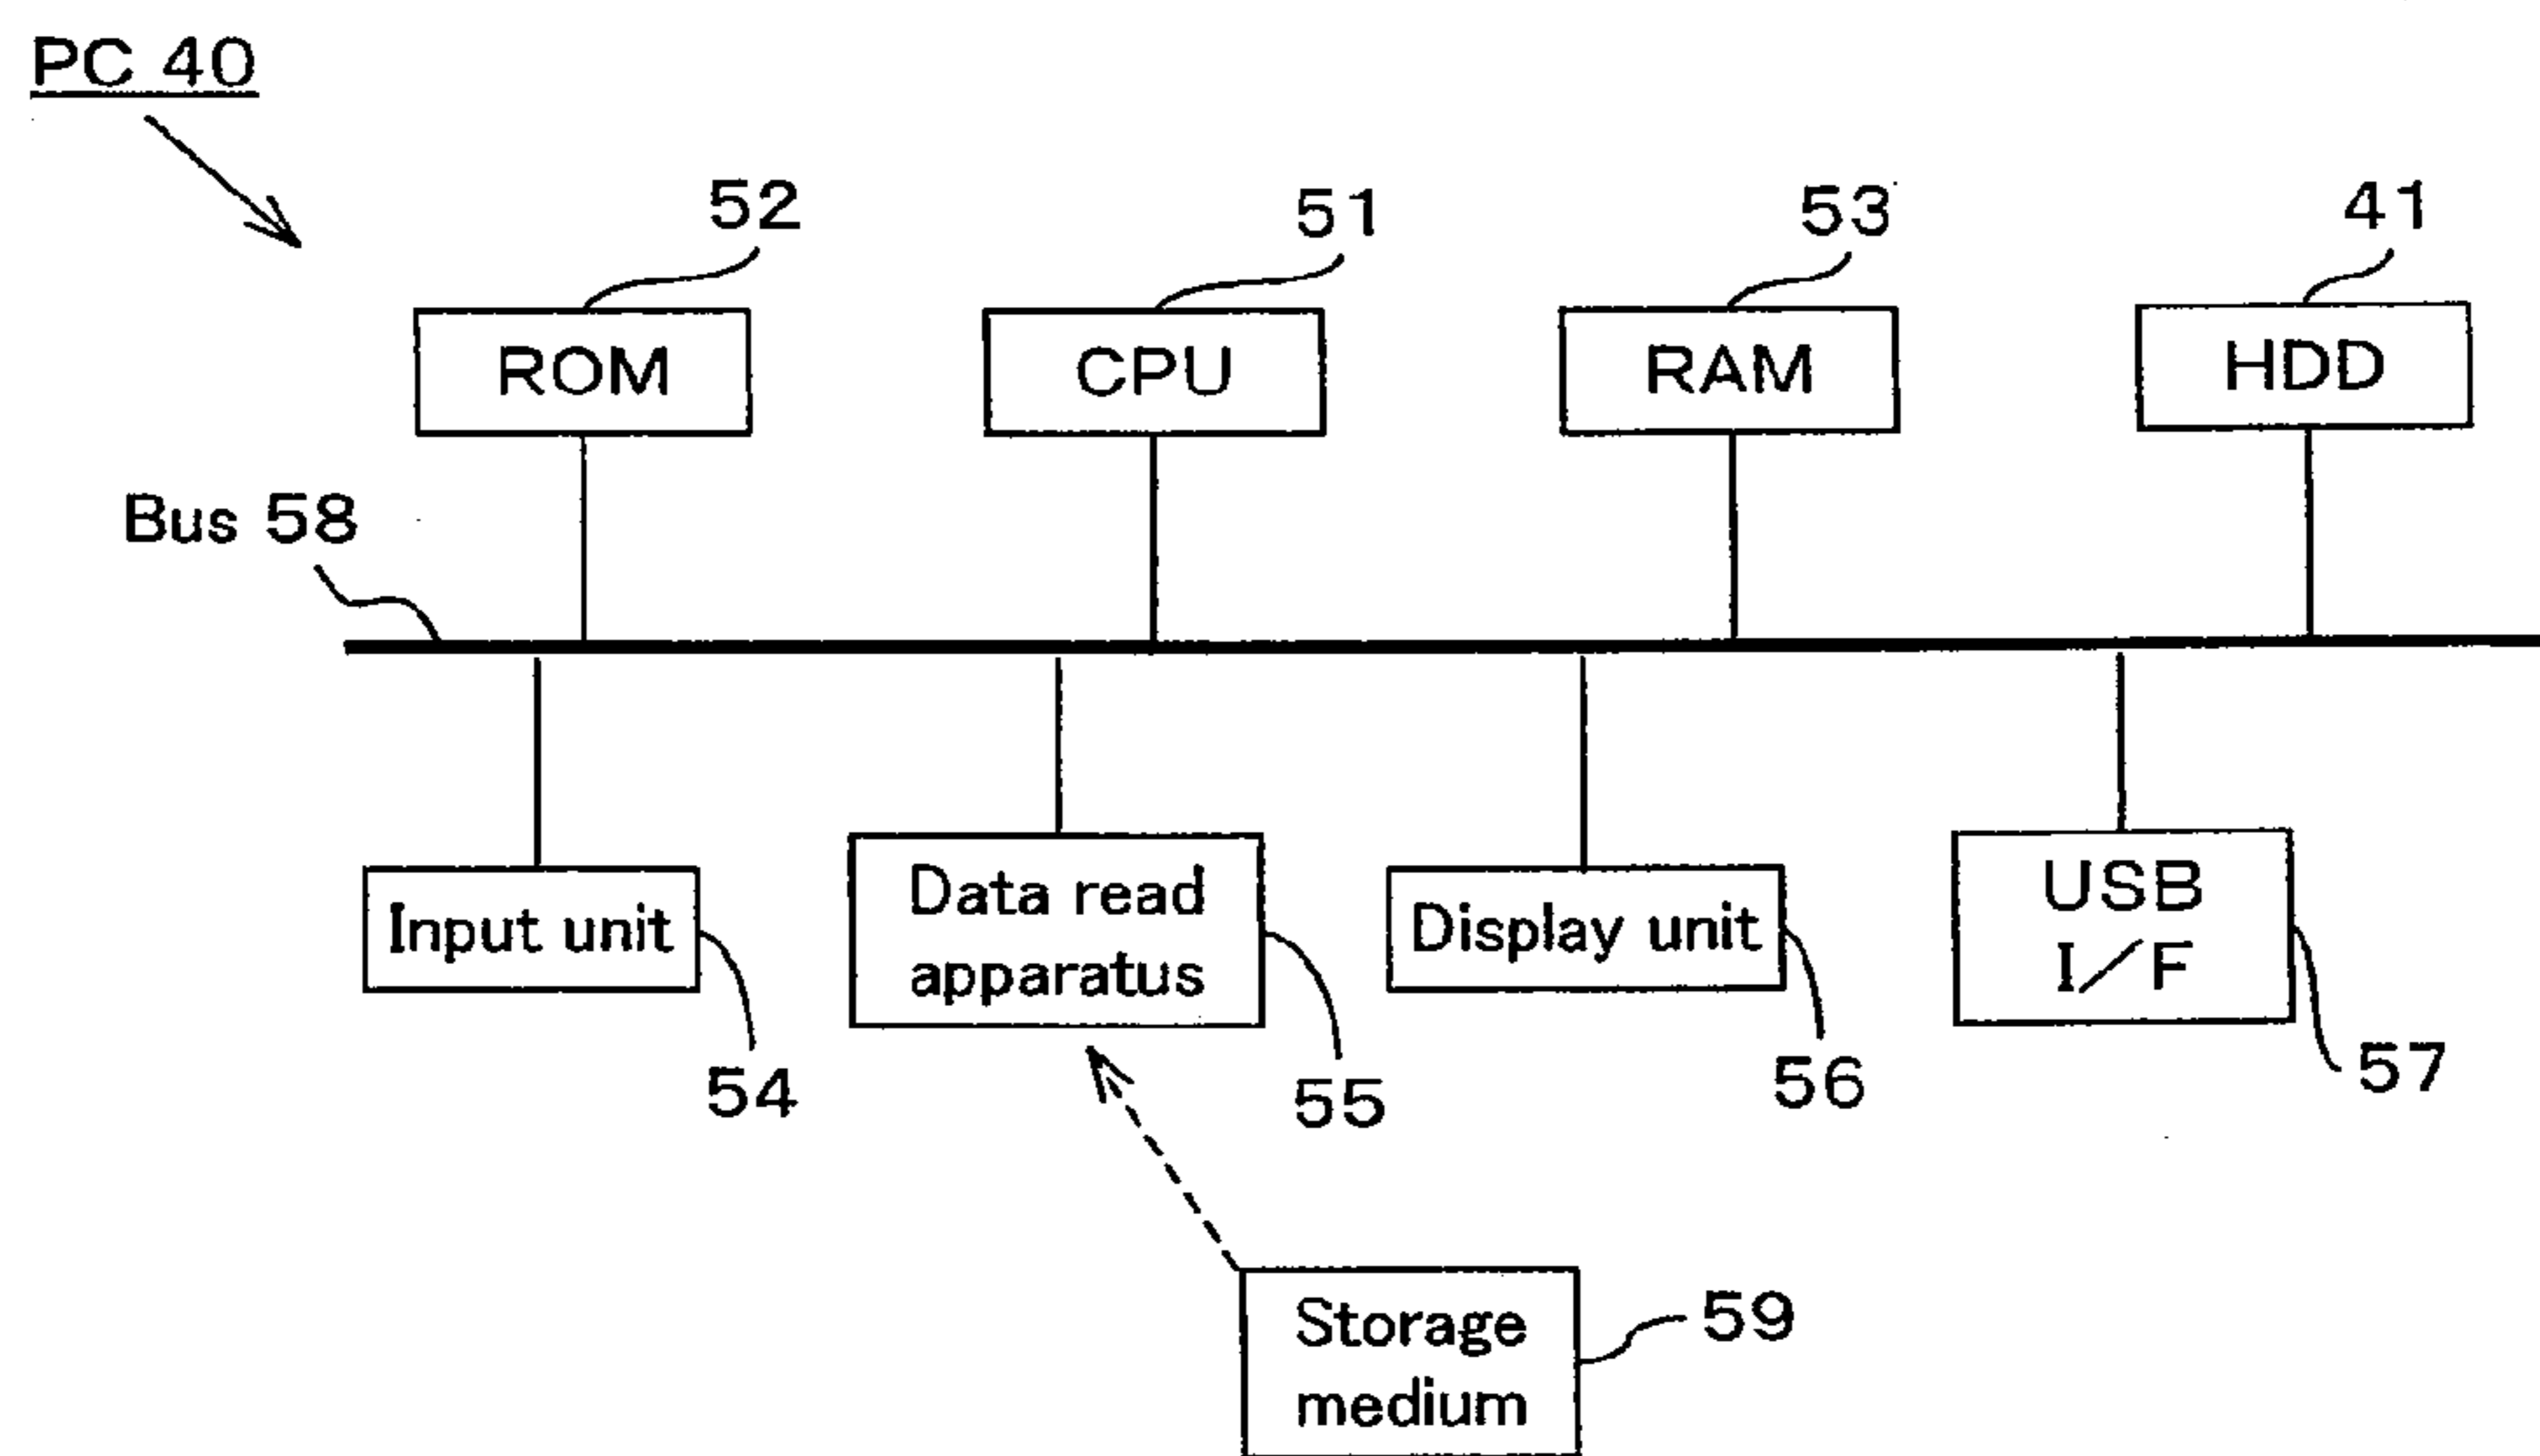 PC 40
52
51
53
41
ROM
CPU
RAM
HDD
Bus 58
Input unit
Data read
apparatus
Display unit
USB
I/F
54
55
56
57
Storage
medium
59